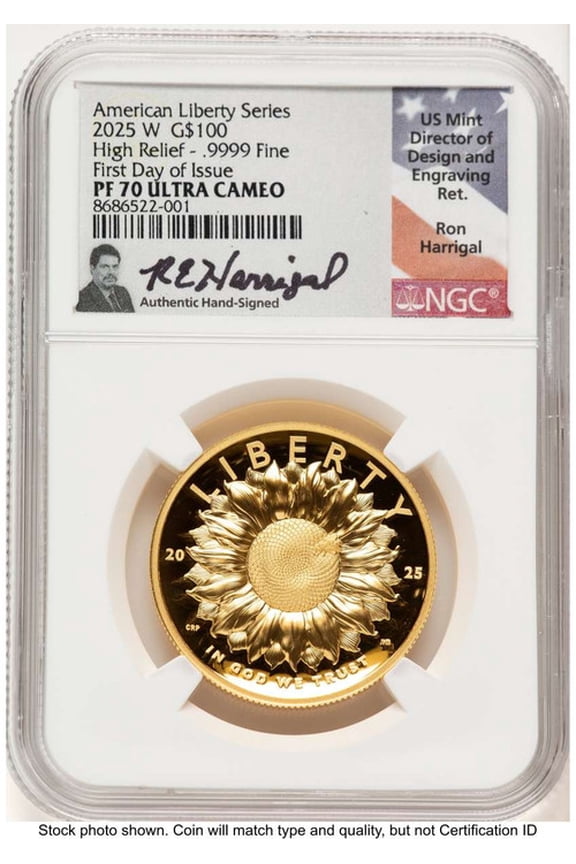 American Liberty Series
2025 W G$100
High Relief - .9999 Fine
First Day of Issue
PF 70 ULTRA CAMEO
8686522-001
REHarrigal
Authentic Hand-Signed
US Mint
Director of
Design and
Engraving
Ret.
Ron
Harrigal
NGC®
LIBERTY
20
25
CRP
IN GOD WE TRUST
Stock photo shown. Coin will match type and quality, but not Certification ID